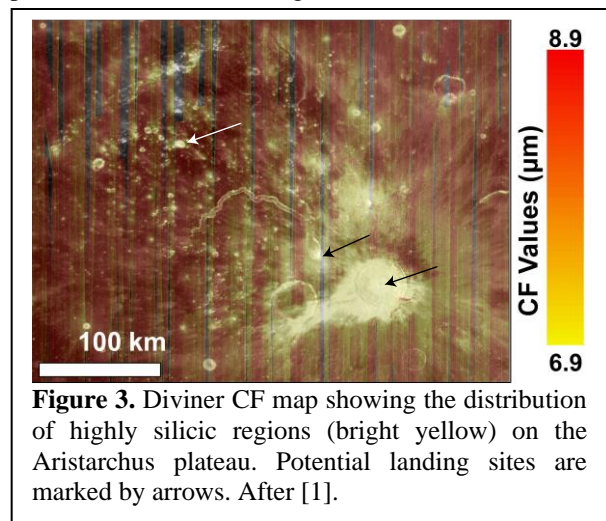 8.9
CF Values (µm)
6.9
100 km
Figure 3. Diviner CF map showing the distribution
of highly silicic regions (bright yellow) on the
Aristarchus plateau. Potential landing sites are
marked by arrows. After [1].